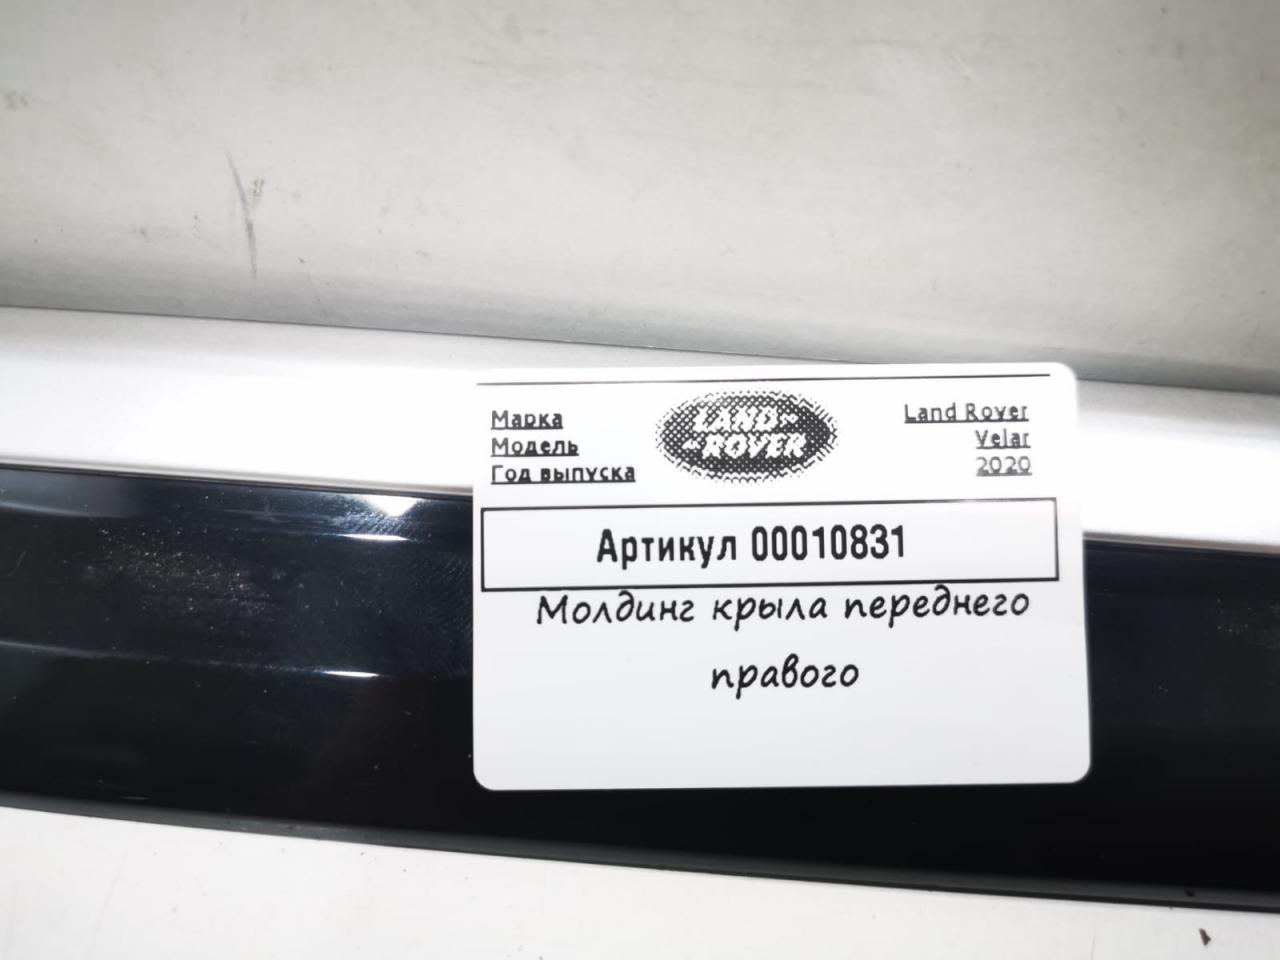 Марка
Модель
Год выпуска
LAND
ROVER
Land Rover
Velar
2020
Артикул 00010831
Молдинг крыла переднего
правого